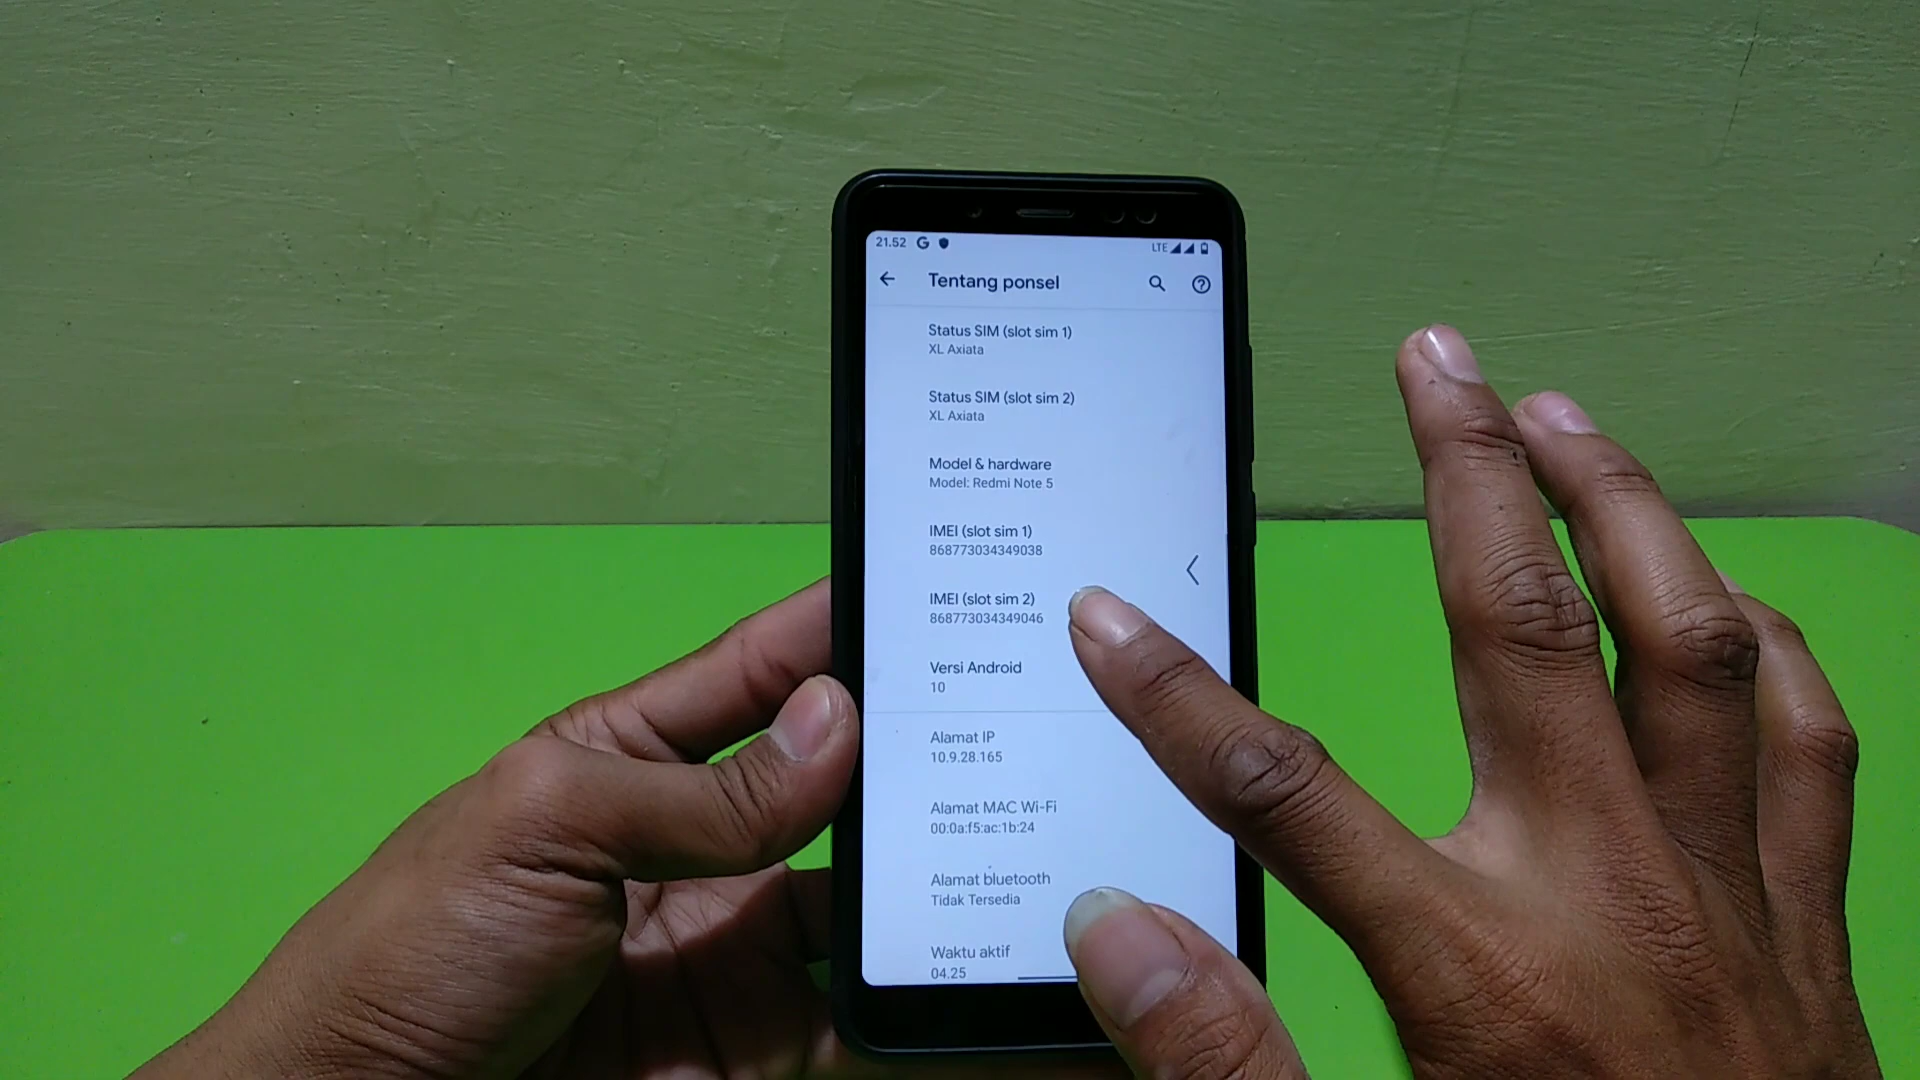 21.52 G LTE
Tentang ponsel
Status SIM (slot sim 1)
XL Axiata
Status SIM (slot sim 2)
XL Axiata
Model & hardware
Model: Redmi Note 5
IMEI (slot sim 1)
868773034349038
IMEI (slot sim 2)
868773034349046
Versi Android
10
Alamat IP
10.9.28.165
Alamat MAC Wi-Fi
00:0a:f5:ac:1b:24
Alamat bluetooth
Tidak Tersedia
Waktu aktif
04.25